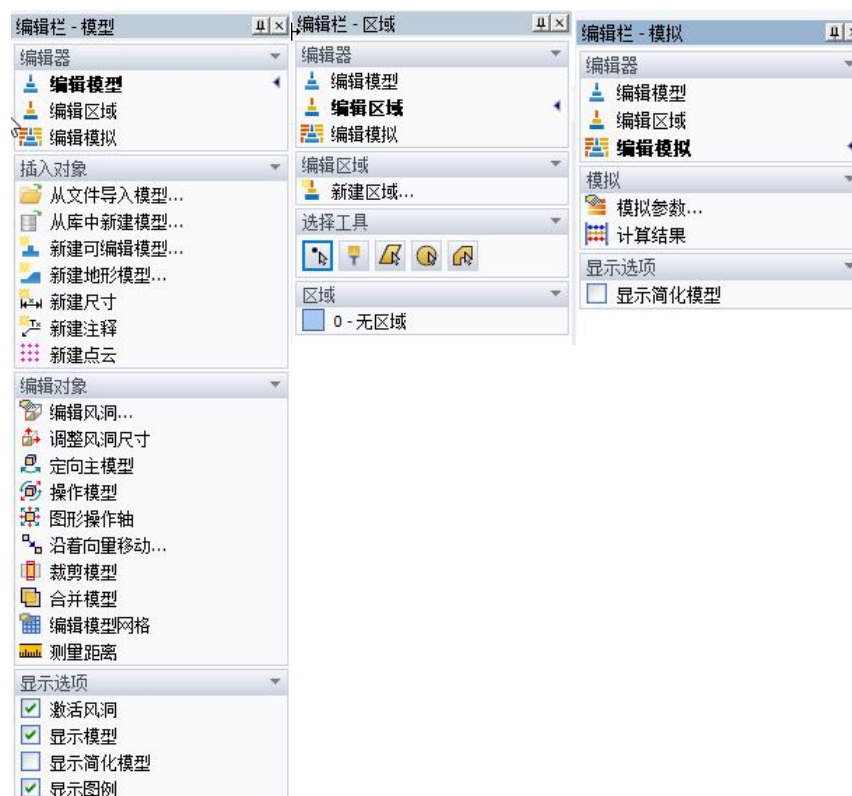 编辑栏 - 模型
编辑器
编辑模型
编辑区域
编辑模拟
插入对象
从文件导入模型...
从库中新建模型...
新建可编辑模型...
新建地形模型...
新建尺寸
新建注释
新建点云
编辑对象
编辑风洞...
调整风洞尺寸
定向主模型
操作模型
图形操作轴
沿着向量移动...
裁剪模型
合并模型
编辑模型网格
测量距离
显示选项
激活风洞
显示模型
显示简化模型
显示图例
编辑栏 - 区域
编辑器
编辑模型
编辑区域
编辑模拟
编辑区域
新建区域...
选择工具
区域
0 - 无区域
编辑栏 - 模拟
编辑器
编辑模型
编辑区域
编辑模拟
模拟
模拟参数...
计算结果
显示选项
显示简化模型